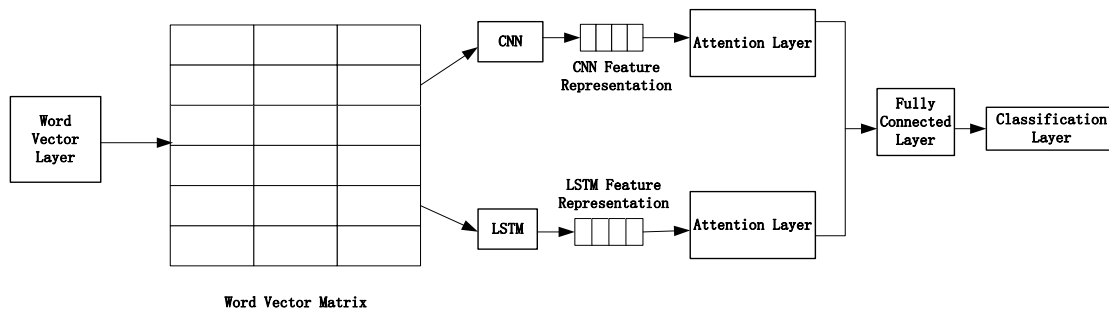 Word
Vector
Layer
Word Vector Matrix
CNN
CNN Feature
Representation
Attention Layer
LSTM Feature
Representation
LSTM
Attention Layer
Fully
Connected
Layer
Classification
Layer